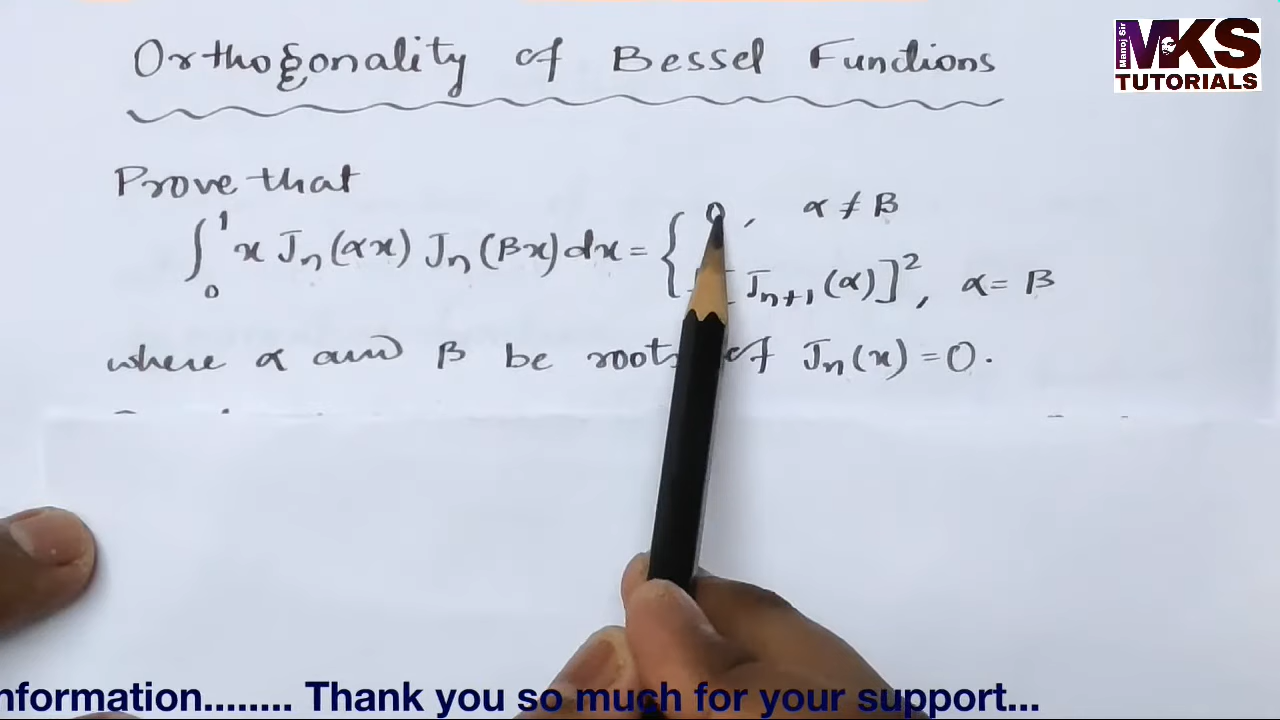 Orthogonality of Bessel Functions
Manoj Sir
MKS
TUTORIALS
Prove that
∫₀¹ x Jₙ(αx) Jₙ(βx) dx = { 0, α ≠ β
[Jₙ₊₁(α)]², α = β
where α and β be roots of Jₙ(x) = 0.
nformation........ Thank you so much for your support...